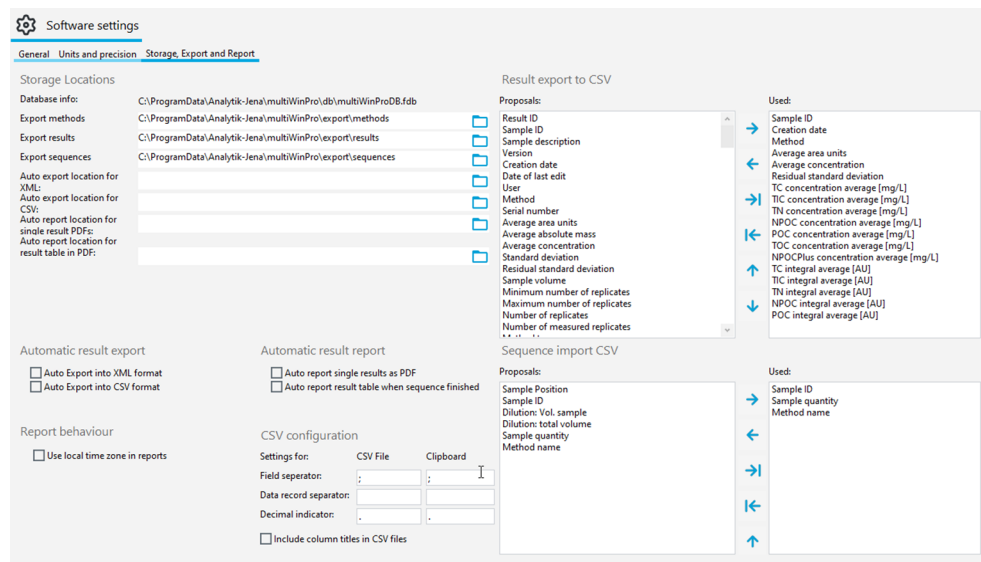 Software settings
General Units and precision Storage, Export and Report
Storage Locations
Database info: C:\ProgramData\Analytik-Jena\multiWinPro\db\multiWinProDB.fdb
Export methods C:\ProgramData\Analytik-Jena\multiWinPro\export\methods
Export results C:\ProgramData\Analytik-Jena\multiWinPro\export\results
Export sequences C:\ProgramData\Analytik-Jena\multiWinPro\export\sequences
Auto export location for
XML:
Auto export location for
CSV:
Auto report location for
single result PDFs:
Auto report location for
result table in PDF:
Result export to CSV
Proposals:
Result ID
Sample ID
Sample description
Version
Creation date
Date of last edit
User
Method
Serial number
Average area units
Average absolute mass
Average concentration
Standard deviation
Residual standard deviation
Sample volume
Minimum number of replicates
Maximum number of replicates
Number of replicates
Number of measured replicates
Used:
Sample ID
Creation date
Method
Average area units
Average concentration
Residual standard deviation
TC concentration average [mg/L]
TIC concentration average [mg/L]
TN concentration average [mg/L]
NPOC concentration average [mg/L]
POC concentration average [mg/L]
TOC concentration average [mg/L]
NPOCPlus concentration average [mg/L]
TC integral average [AU]
TIC integral average [AU]
TN integral average [AU]
NPOC integral average [AU]
POC integral average [AU]
Automatic result export
Auto Export into XML format
Auto Export into CSV format
Automatic result report
Auto report single results as PDF
Auto report result table when sequence finished
Report behaviour
Use local time zone in reports
CSV configuration
Settings for: CSV File Clipboard
Field seperator: ; ;
Data record separator:
Decimal indicator: . .
Include column titles in CSV files
Sequence import CSV
Proposals:
Sample Position
Sample ID
Dilution: Vol. sample
Dilution: total volume
Sample quantity
Method name
Used:
Sample ID
Sample quantity
Method name